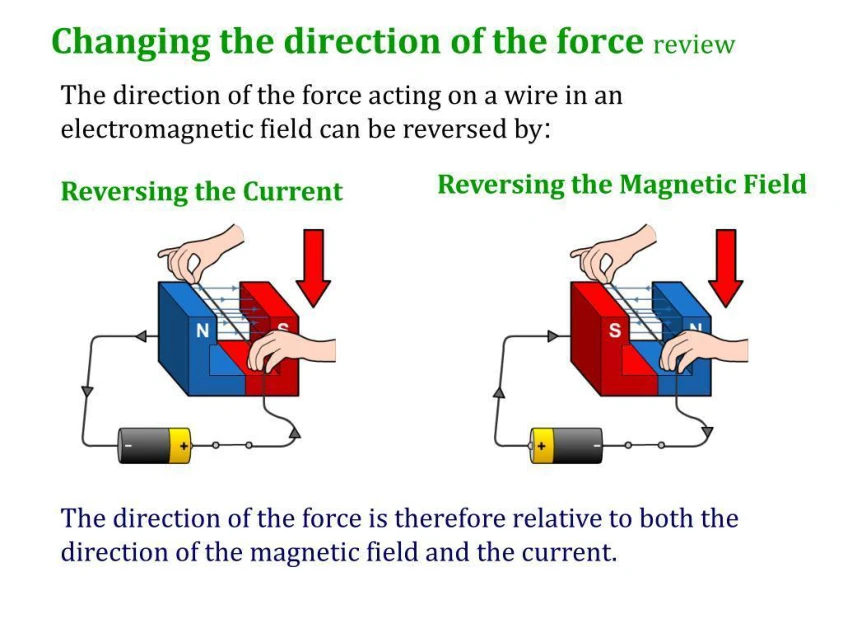 Changing the direction of the force review
The direction of the force acting on a wire in an
electromagnetic field can be reversed by:
Reversing the Current
Reversing the Magnetic Field
N
S
- +
S
N
+ -
The direction of the force is therefore relative to both the
direction of the magnetic field and the current.